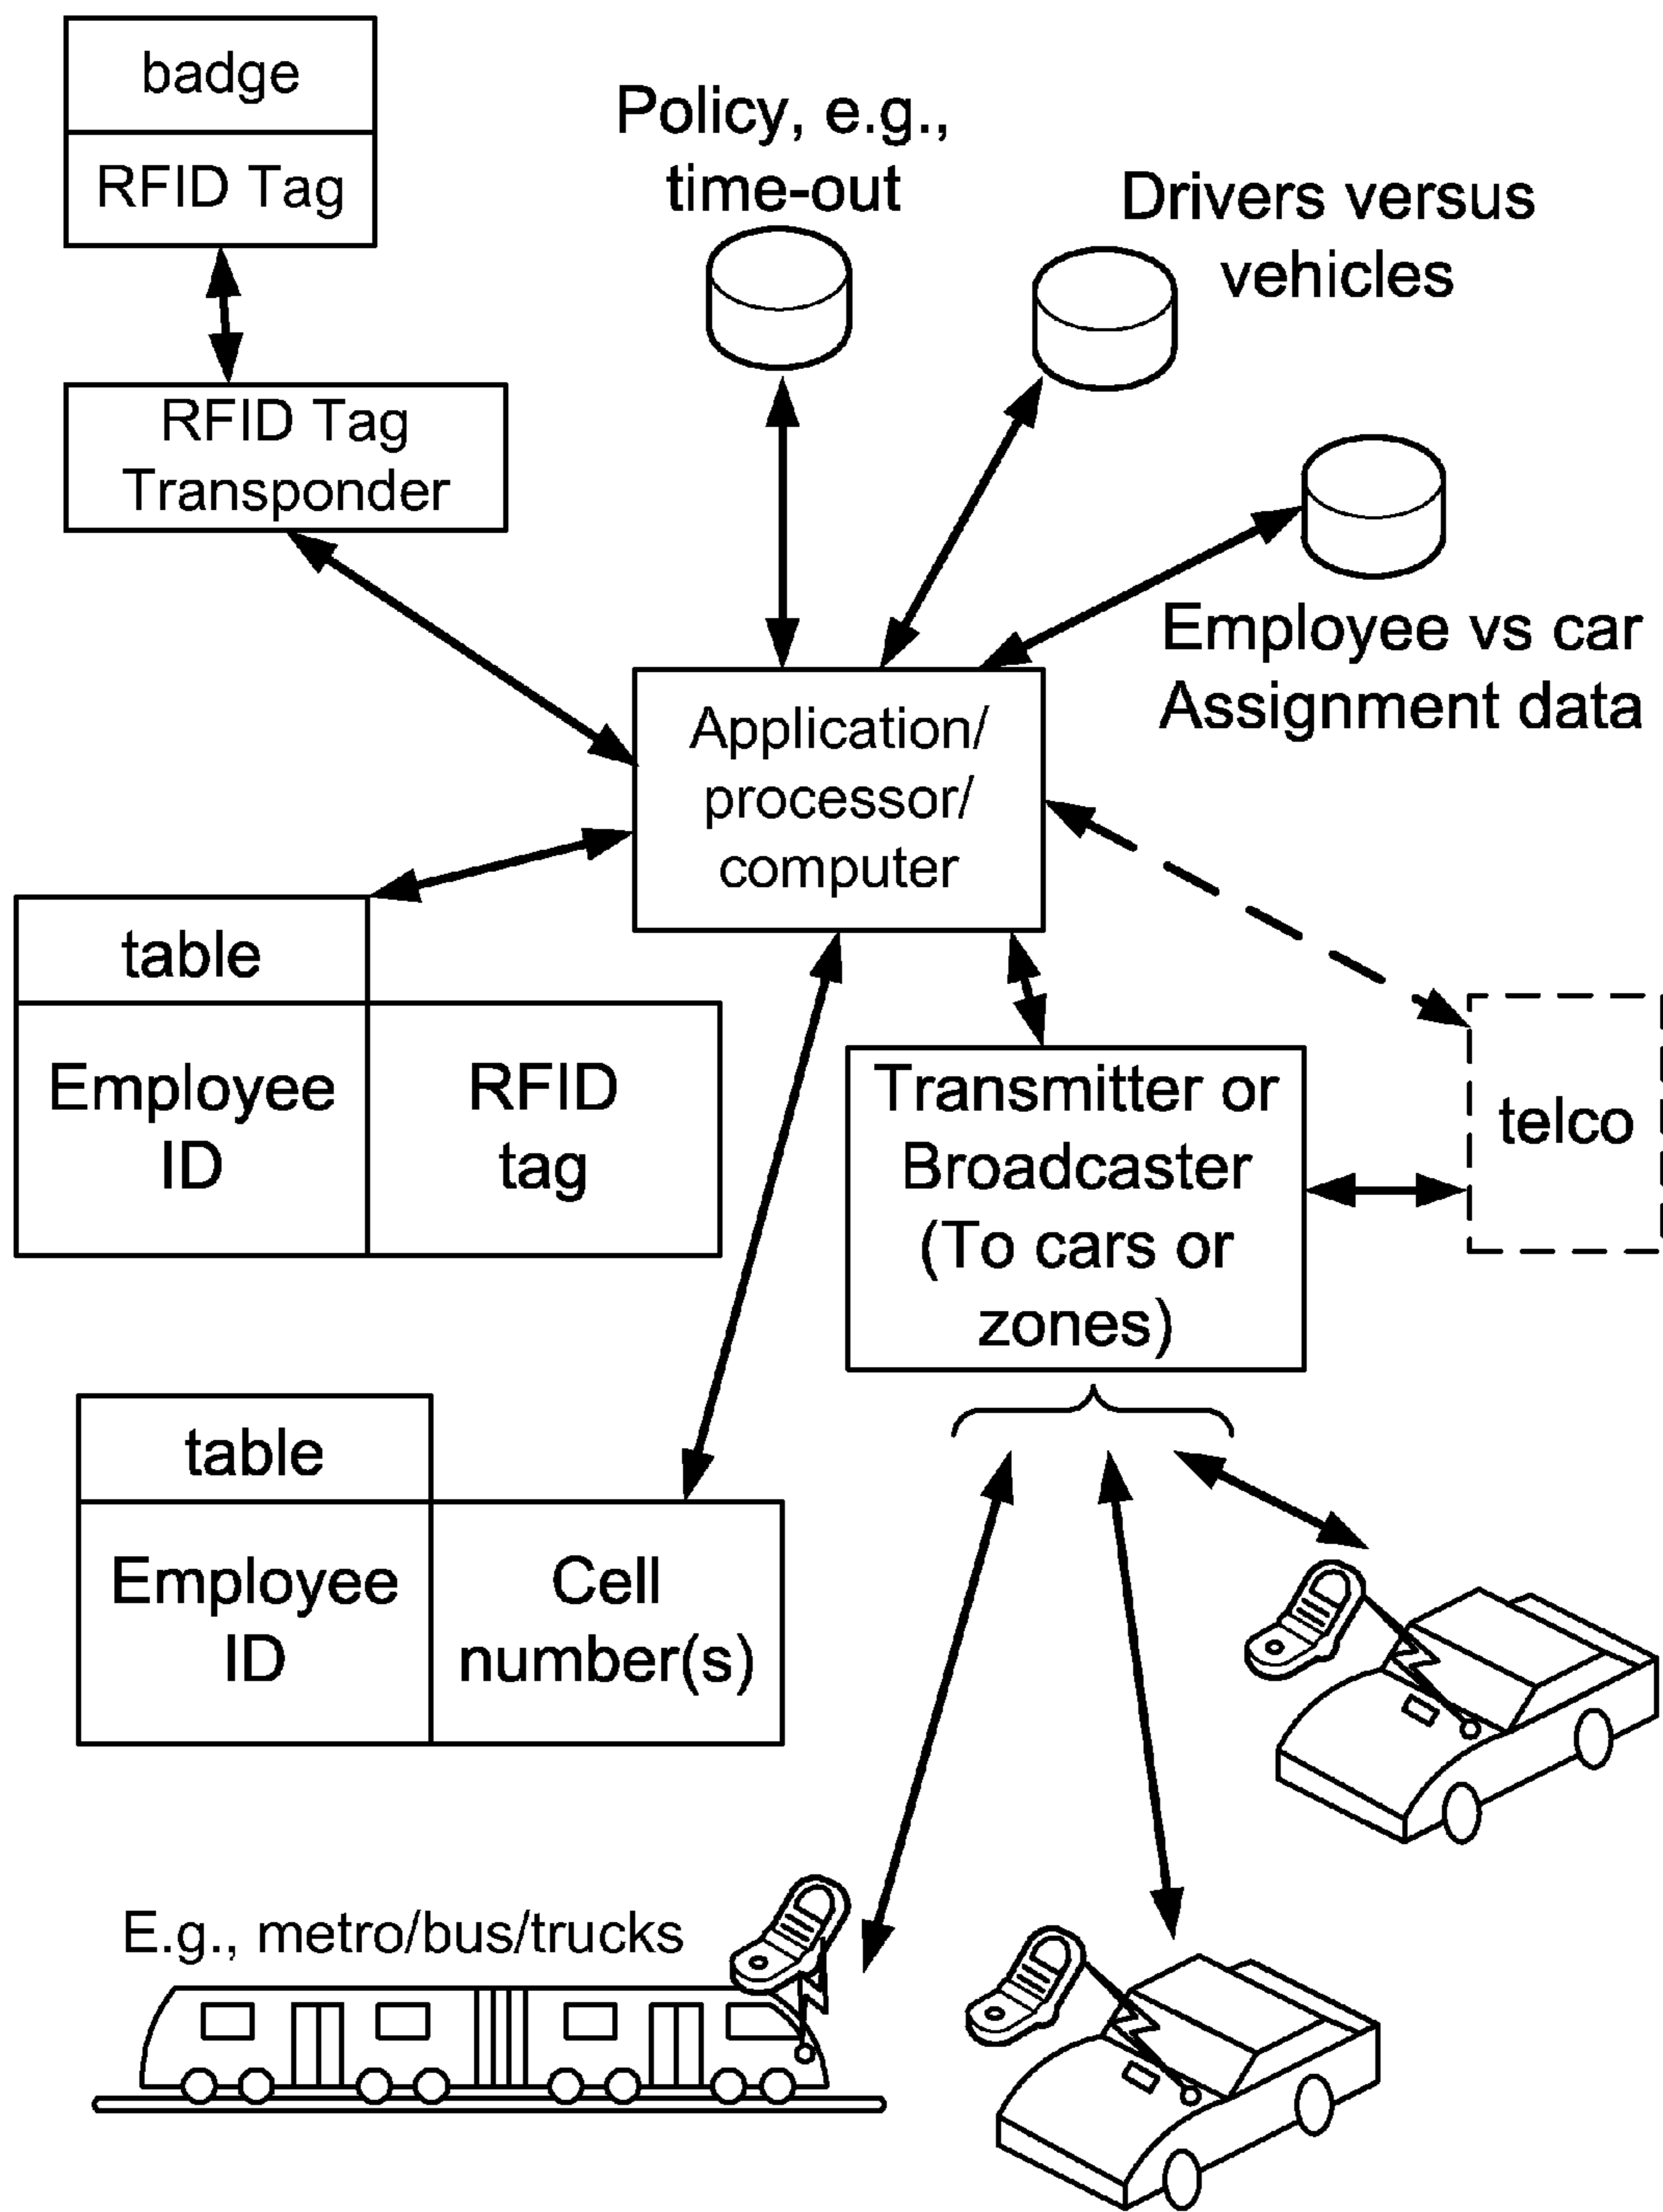 badge
RFID Tag
Policy, e.g.,
time-out
Drivers versus
vehicles
RFID Tag
Transponder
Employee vs car
Assignment data
Application/
processor/
computer
table
Employee
ID
RFID
tag
Transmitter or
Broadcaster
(To cars or
zones)
telco
table
Employee
ID
Cell
number(s)
E.g., metro/bus/trucks